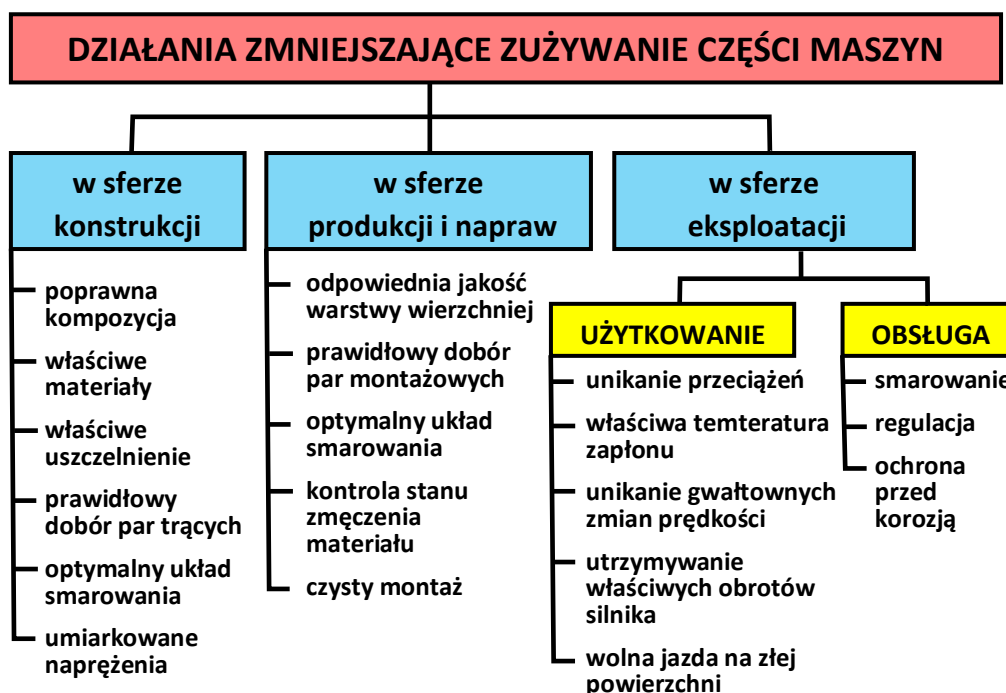 DZIAŁANIA ZMNIEJSZAJĄCE ZUŻYWANIE CZĘŚCI MASZYN
w sferze
konstrukcji
poprawna
kompozycja
właściwe
materiały
właściwe
uszczelnienie
prawidłowy
dobór par trących
optymalny układ
smarowania
umiarkowane
naprężenia
w sferze
produkcji i napraw
odpowiednia jakość
warstwy wierzchniej
prawidłowy dobór
par montażowych
optymalny układ
smarowania
kontrola stanu
zmęczenia
materiału
czysty montaż
w sferze
eksploatacji
UŻYTKOWANIE
unikanie przeciążeń
właściwa temteratura
zapłonu
unikanie gwałtownych
zmian prędkości
utrzymywanie
właściwych obrotów
silnika
wolna jazda na złej
powierzchni
OBSŁUGA
smarowanie
regulacja
ochrona
przed
korozją